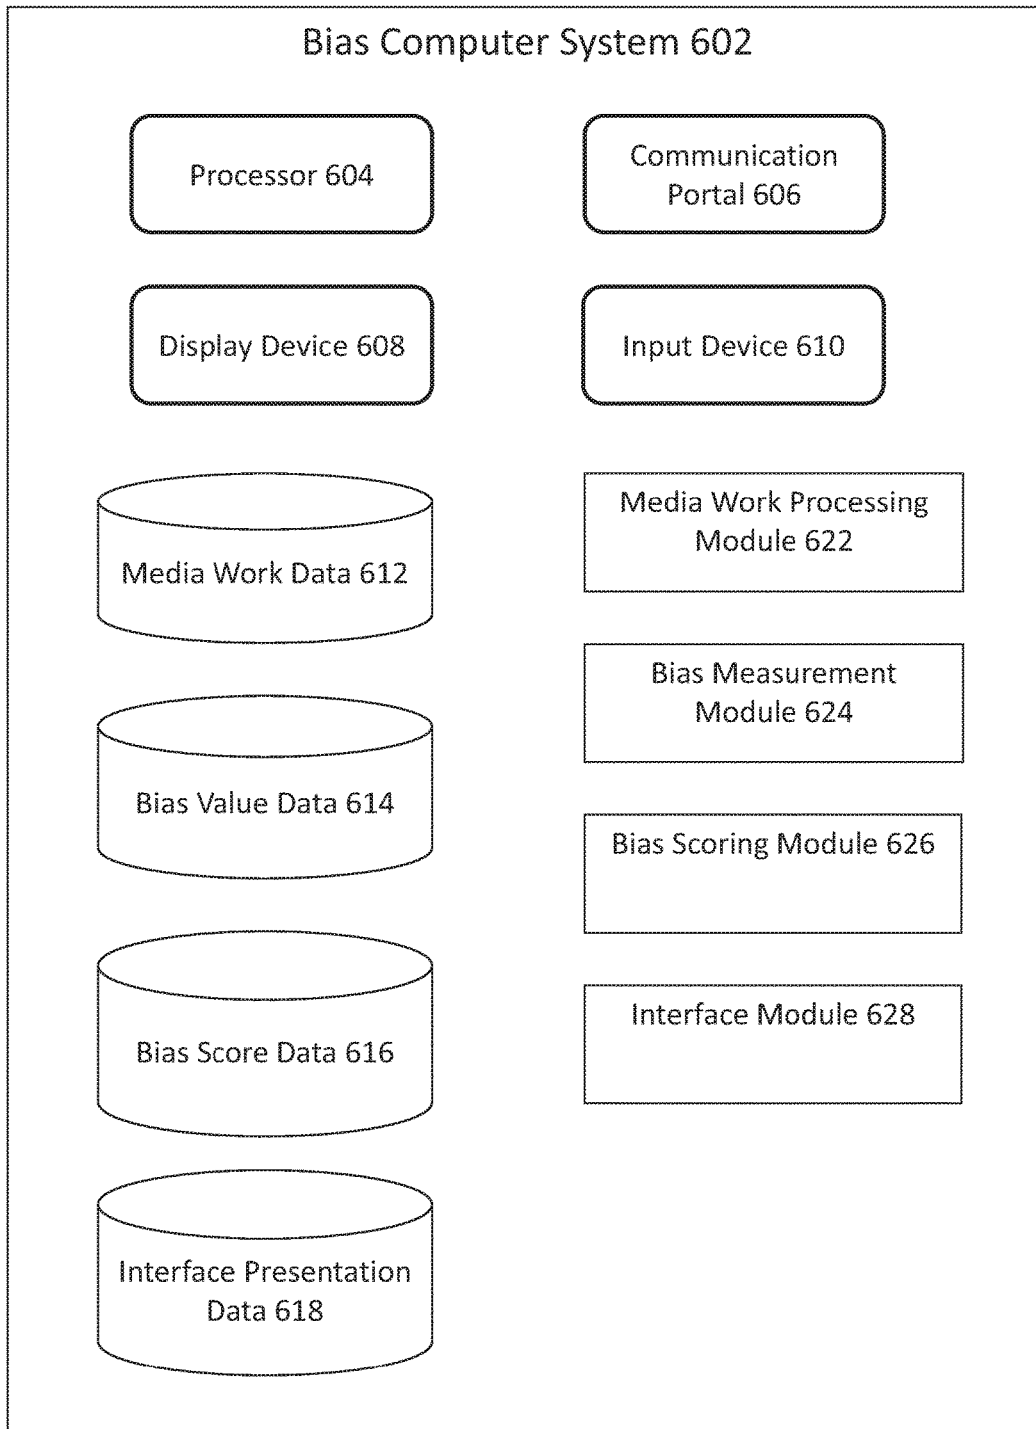 Bias Computer System 602
Processor 604
Communication
Portal 606
Display Device 608
Input Device 610
Media Work Data 612
Media Work Processing
Module 622
Bias Value Data 614
Bias Measurement
Module 624
Bias Score Data 616
Bias Scoring Module 626
Interface Presentation
Data 618
Interface Module 628